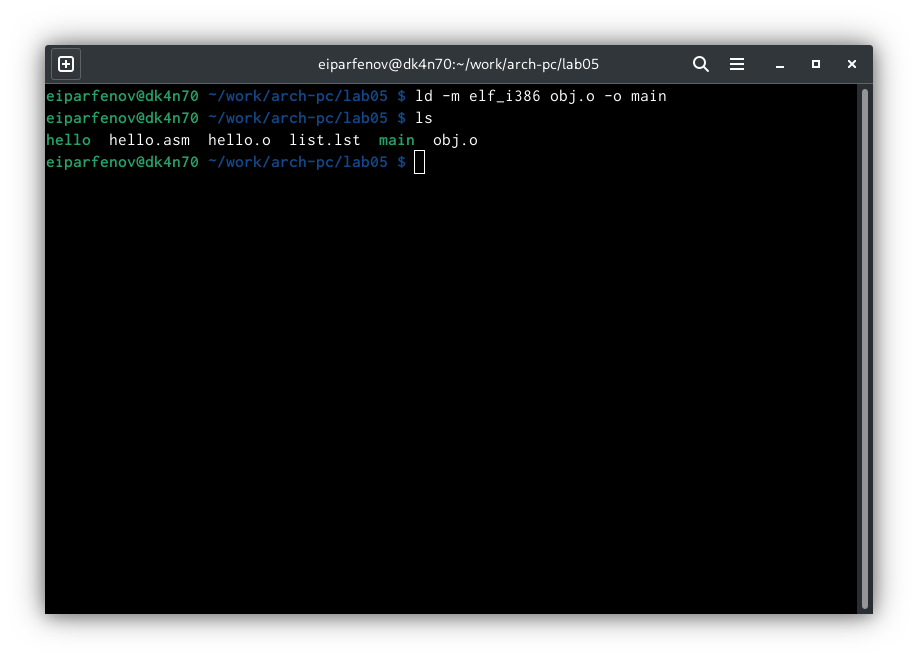 eiparfenov@dk4n70:~/work/arch-pc/lab05
eiparfenov@dk4n70 ~/work/arch-pc/lab05 $ ld -m elf_i386 obj.o -o main
eiparfenov@dk4n70 ~/work/arch-pc/lab05 $ ls
hello  hello.asm  hello.o  list.lst  main  obj.o
eiparfenov@dk4n70 ~/work/arch-pc/lab05 $